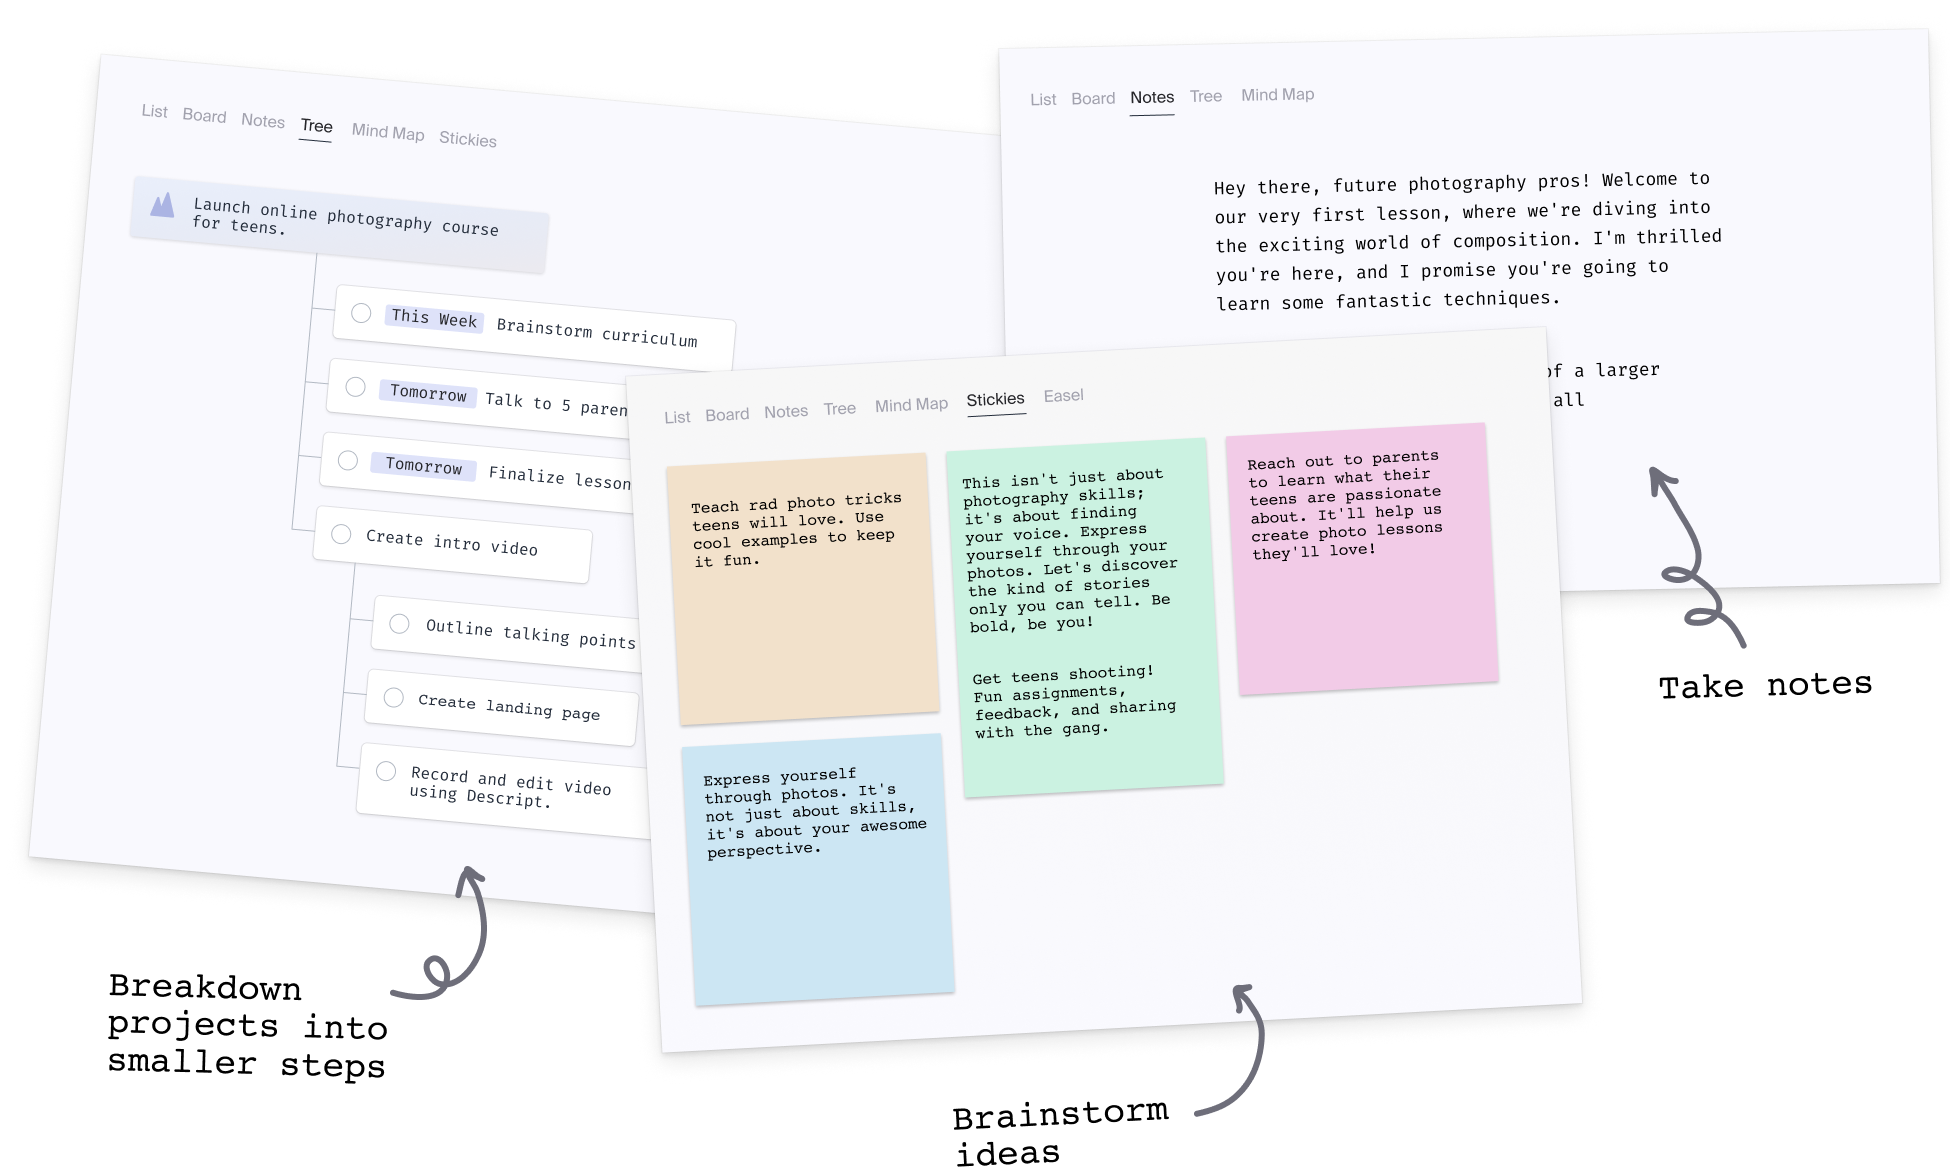 List Board Notes Tree Mind Map Stickies
Launch online photography course
for teens.
This Week Brainstorm curriculum
Tomorrow Talk to 5 paren
Tomorrow Finalize lesson
Create intro video
Outline talking points
Create landing page
Record and edit video
using Descript.
Breakdown
projects into
smaller steps
List Board Notes Tree Mind Map
Hey there, future photography pros! Welcome to
our very first lesson, where we're diving into
the exciting world of composition. I'm thrilled
you're here, and I promise you're going to
learn some fantastic techniques.
of a larger
all
Take notes
List Board Notes Tree Mind Map Stickies Easel
Teach rad photo tricks
teens will love. Use
cool examples to keep
it fun.
This isn't just about
photography skills;
it's about finding
your voice. Express
yourself through your
photos. Let's discover
the kind of stories
only you can tell. Be
bold, be you!
Get teens shooting!
Fun assignments,
feedback, and sharing
with the gang.
Reach out to parents
to learn what their
teens are passionate
about. It'll help us
create photo lessons
they'll love!
Express yourself
through photos. It's
not just about skills,
it's about your awesome
perspective.
Brainstorm
ideas